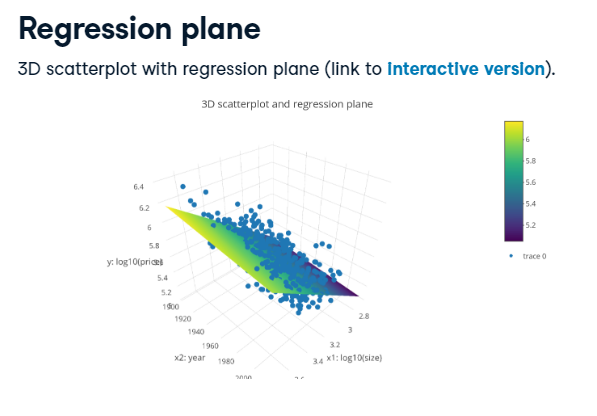 Regression plane
3D scatterplot with regression plane (link to interactive version).
3D scatterplot and regression plane
6.4
6.2
6
5.8
y: log10(price)
5.4
5.2
1900
1920
1940
1960
x2: year
1980
2.8
3
3.2
3.4
x1: log10(size)
6
5.8
5.6
5.4
5.2
trace 0